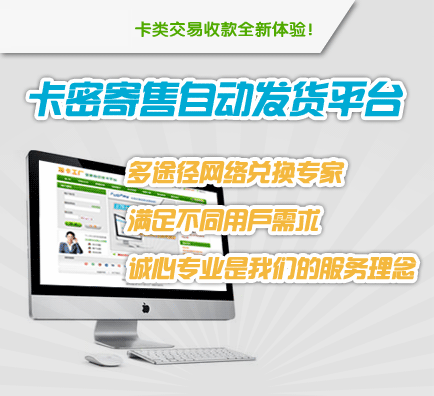 卡类交易收款全新体验！
卡密寄售自动发货平台
多途径网络兑换专家
满足不同用戶需求
诚心专业是我们的服务理念